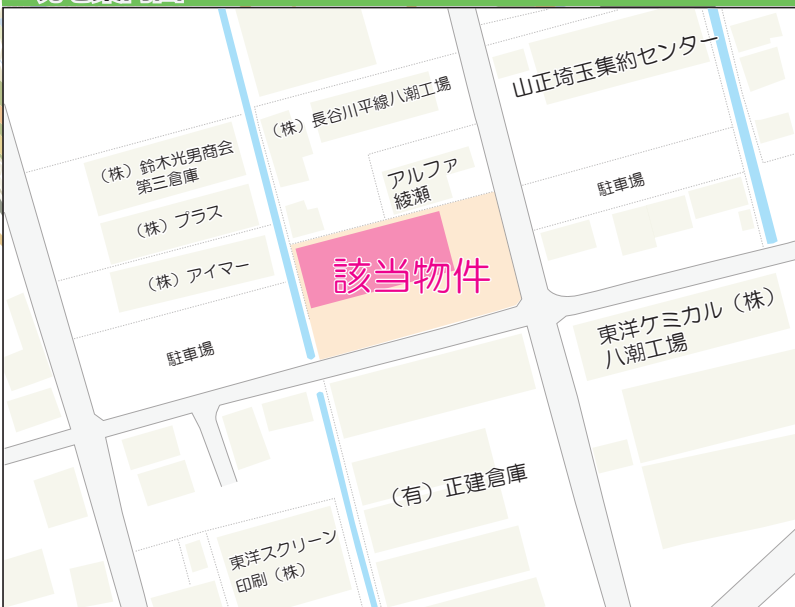 山正埼玉集約センター
（株）長谷川平線八潮工場
（株）鈴木光男商会
第三倉庫
アルファ
綾瀬
駐車場
（株）プラス
（株）アイマー
該当物件
駐車場
東洋ケミカル（株）
八潮工場
（有）正建倉庫
東洋スクリーン
印刷（株）